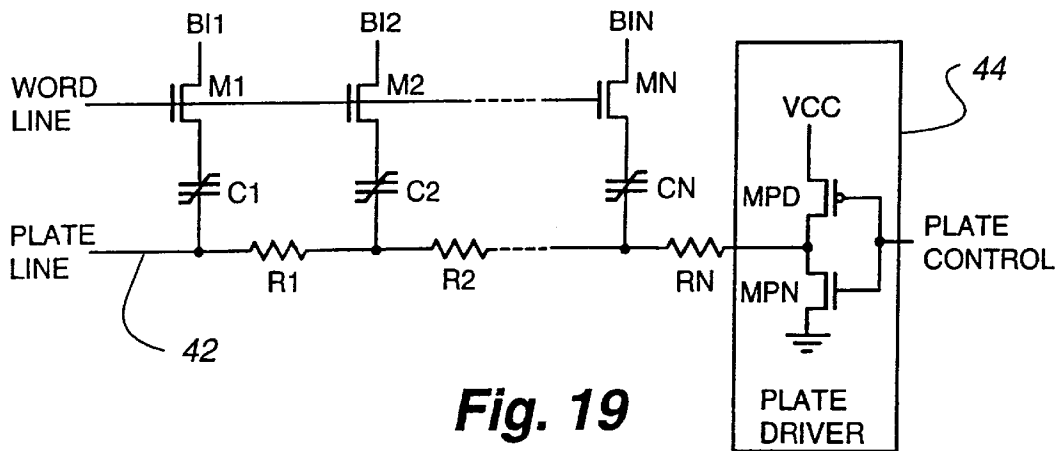 BI1
BI2
BIN
44
WORD
LINE
M1
M2
MN
VCC
C1
C2
CN
MPD
PLATE
LINE
PLATE
CONTROL
R1
R2
RN
MPN
42
Fig. 19
PLATE
DRIVER